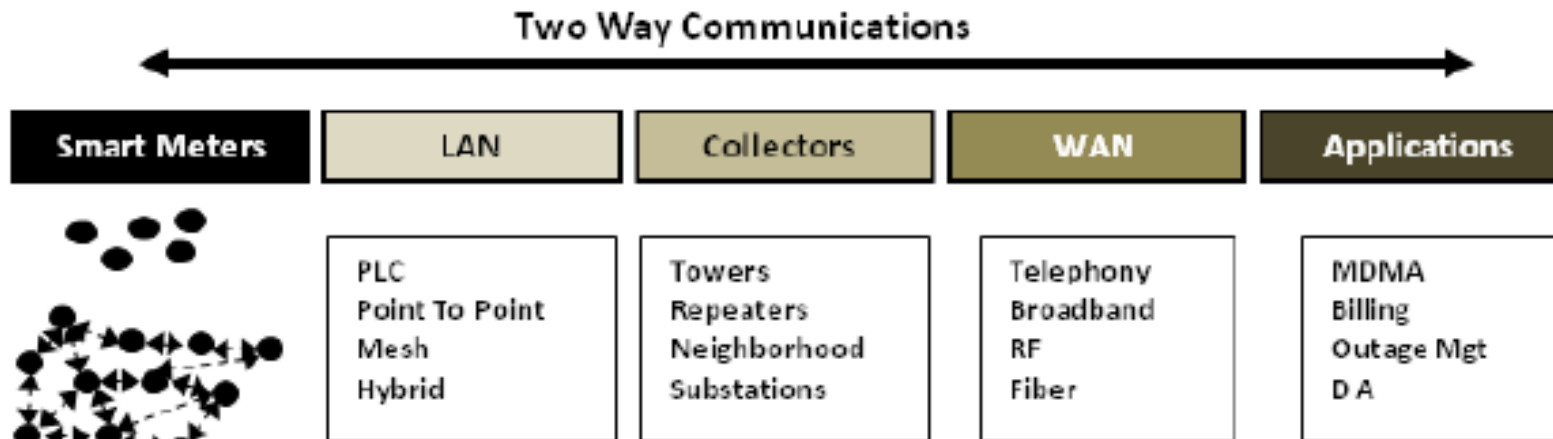 Two Way Communications
Smart Meters
LAN
Collectors
WAN
Applications
PLC
Point To Point
Mesh
Hybrid
Towers
Repeaters
Neighborhood
Substations
Telephony
Broadband
RF
Fiber
MDMA
Billing
Outage Mgt
D A